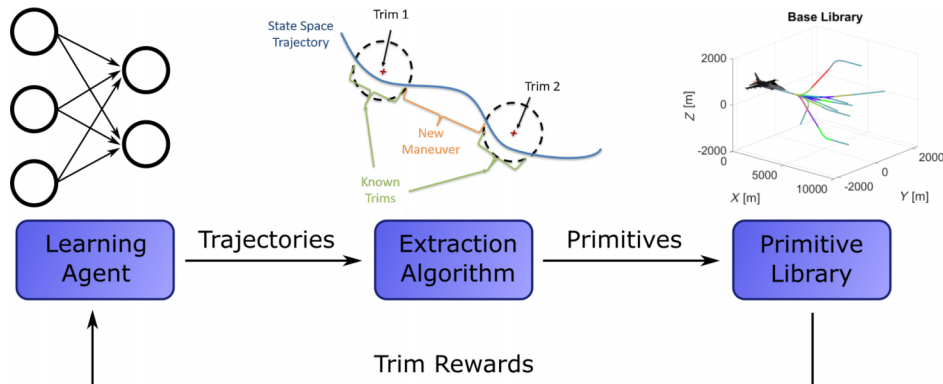 State Space
Trajectory
Trim 1
Trim 2
New
Maneuver
Known
Trims
Base Library
2000
0
-2000
Z [m]
0
5000
10000
X [m]
-2000
0
2000
Y [m]
Learning
Agent
Trajectories
Extraction
Algorithm
Primitives
Primitive
Library
Trim Rewards